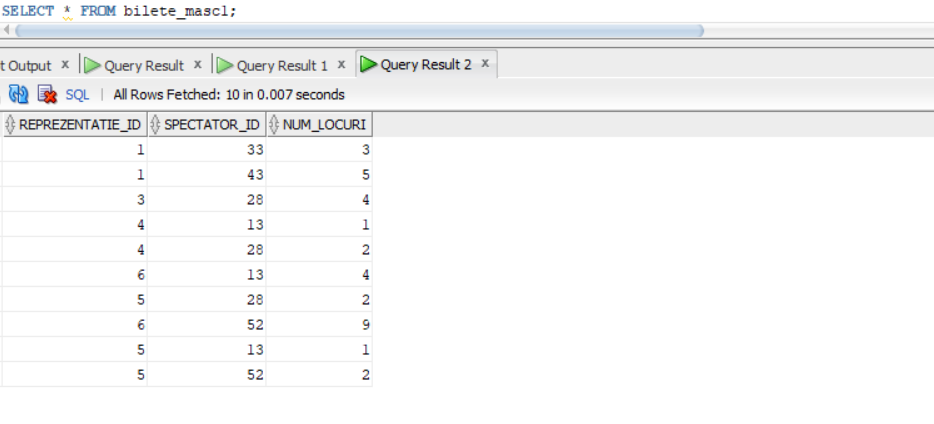 SELECT * FROM bilete_mascl;
t Output x Query Result x Query Result 1 x Query Result 2 x
SQL | All Rows Fetched: 10 in 0.007 seconds
REPREZENTATIE_ID SPECTATOR_ID NUM_LOCURI
1 33 3
1 43 5
3 28 4
4 13 1
4 28 2
6 13 4
5 28 2
6 52 9
5 13 1
5 52 2